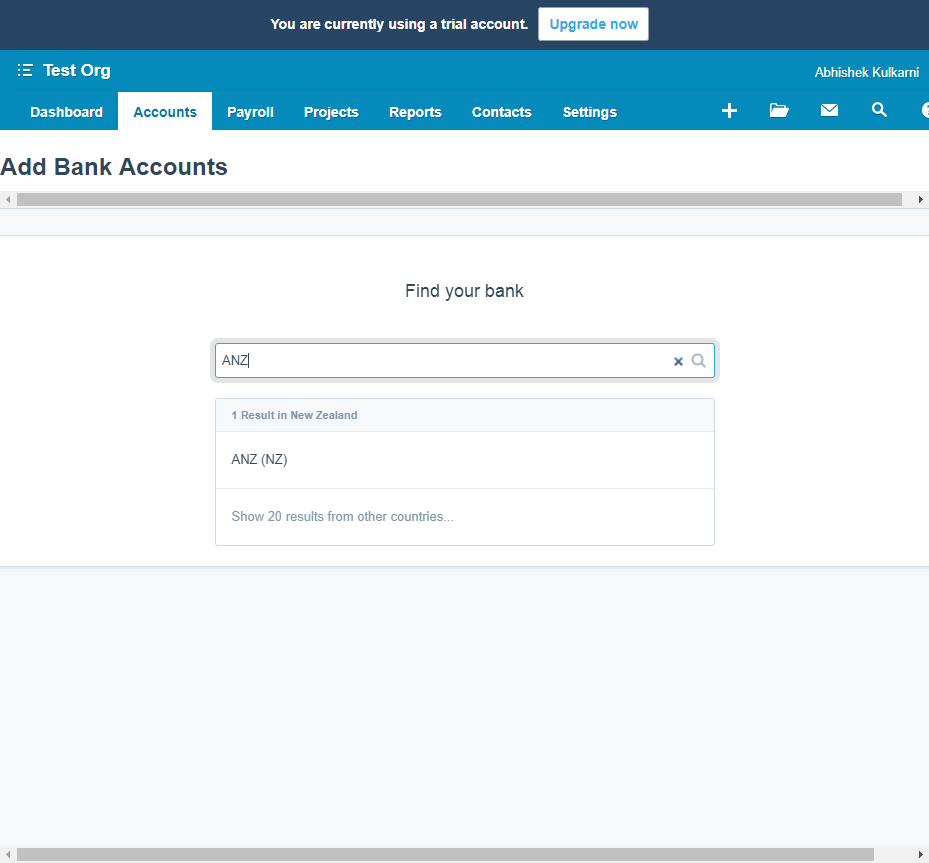 You are currently using a trial account. Upgrade now
Test Org
Abhishek Kulkarni
Dashboard Accounts Payroll Projects Reports Contacts Settings
Add Bank Accounts
Find your bank
ANZ
1 Result in New Zealand
ANZ (NZ)
Show 20 results from other countries...